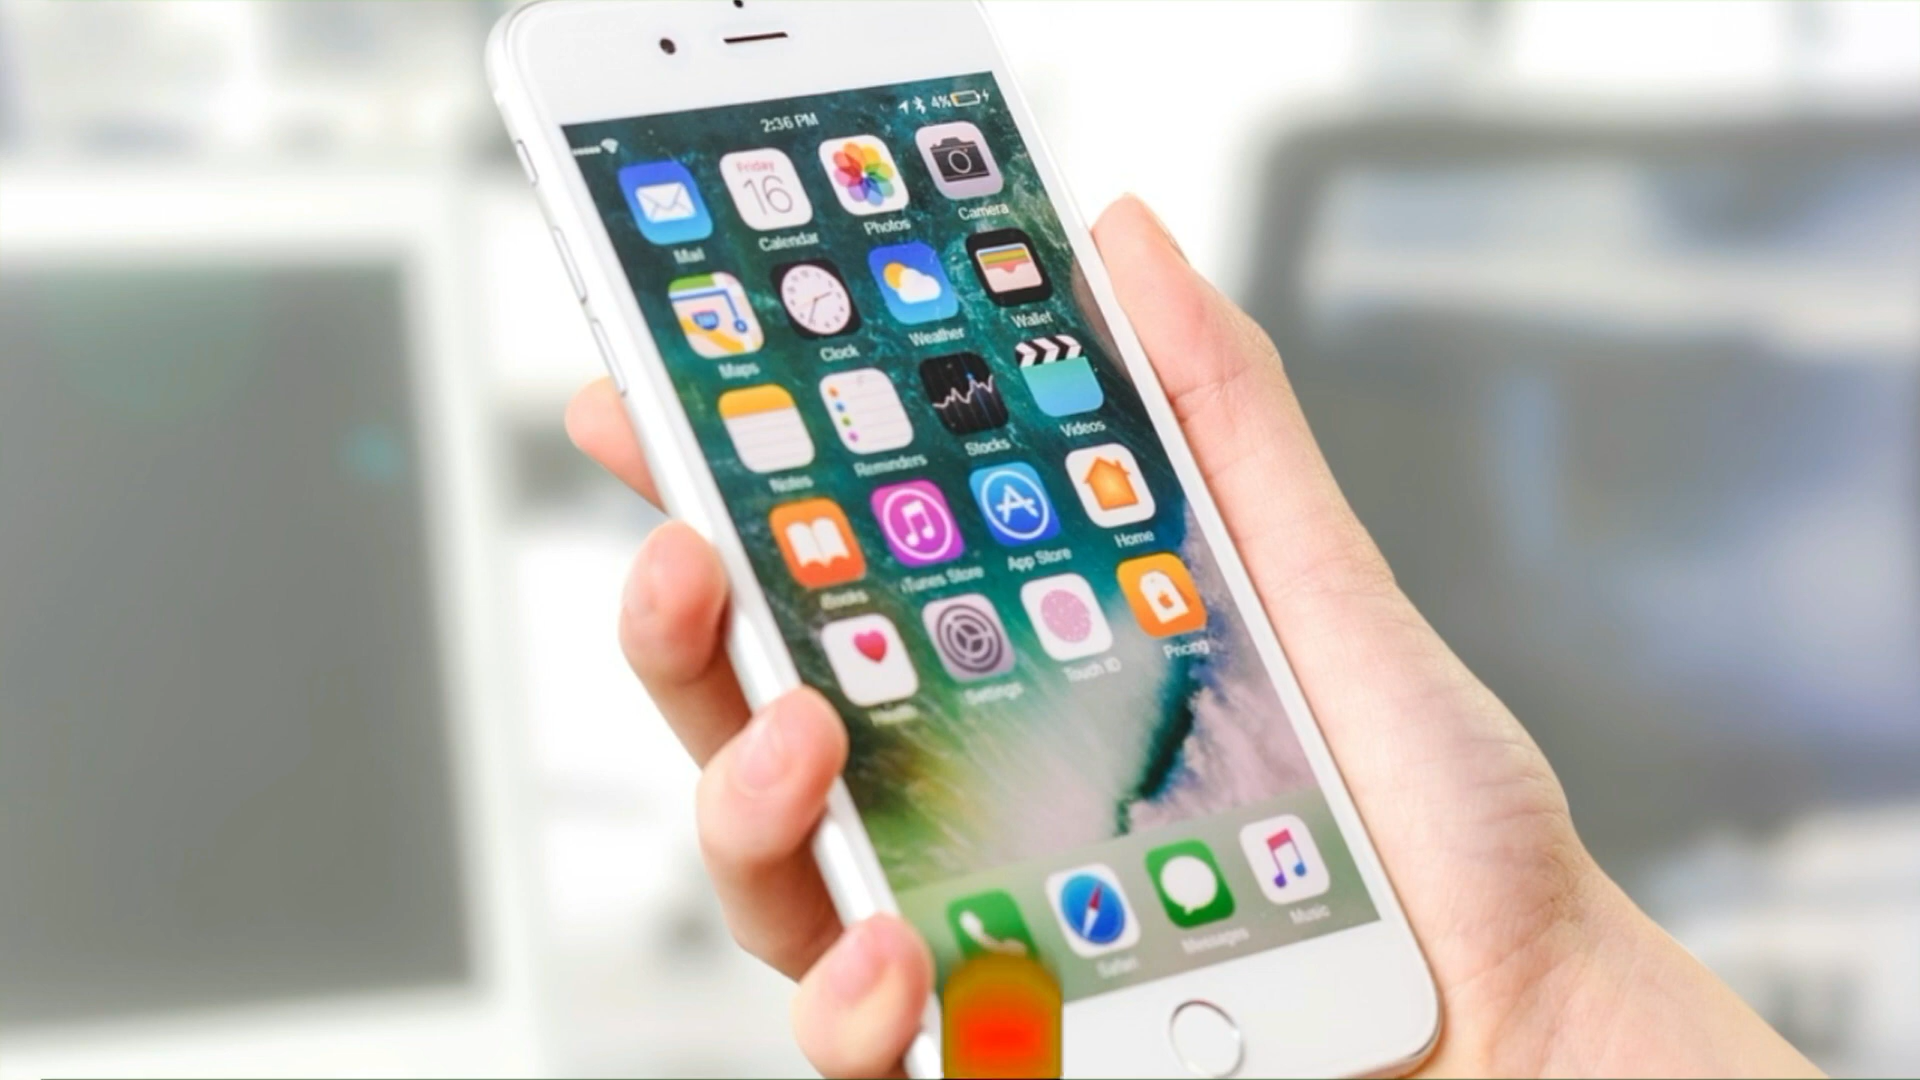 2:36 PM 4%
Friday
16
Mail Calendar Photos Camera
Maps Clock Weather Wallet
Notes Reminders Stocks Videos
iBooks iTunes Store App Store Home
Health Settings Touch ID Pricing
Safari Messages Music